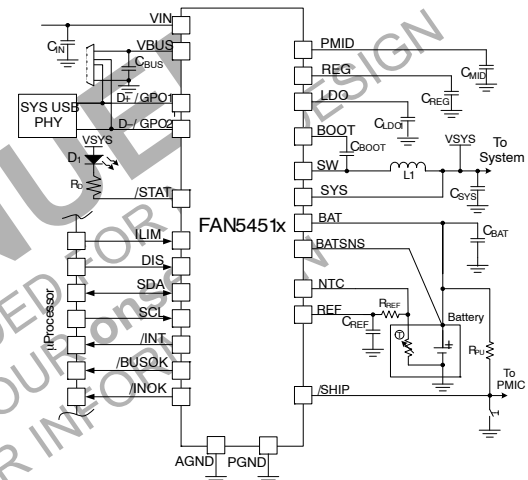 VIN
CIN
VBUS
CBUS
SYS USB
PHY
D+/GPO1
D−/GPO2
VSYS
D1
RD
/STAT
µProcessor
ILIM
DIS
SDA
SCL
/INT
/BUSOK
/INOK
FAN5451x
AGND
PGND
PMID
CMID
REG
CREG
LDO
CLDO
BOOT
CBOOT
VSYS
To
System
SW
L1
SYS
CSYS
BAT
CBAT
BATSNS
NTC
REF
RREF
CREF
T
Battery
+
RPU
To
PMIC
/SHIP
DESIGN